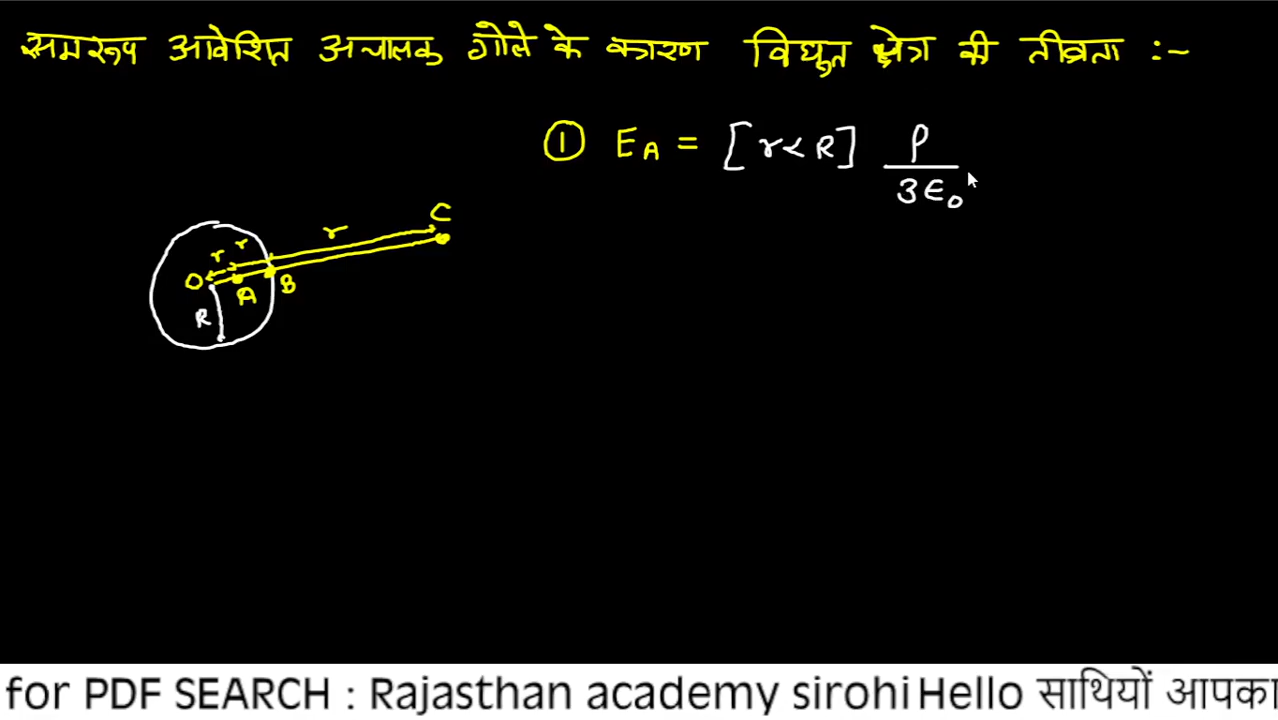 समरूप आवेशित अचालक गोले के कारण विद्युत क्षेत्र की तीव्रता :-
① E_A = [r<R] ρ/3ε₀
C
r
r r
O A B
R
for PDF SEARCH : Rajasthan academy sirohi Hello साथियों आपका